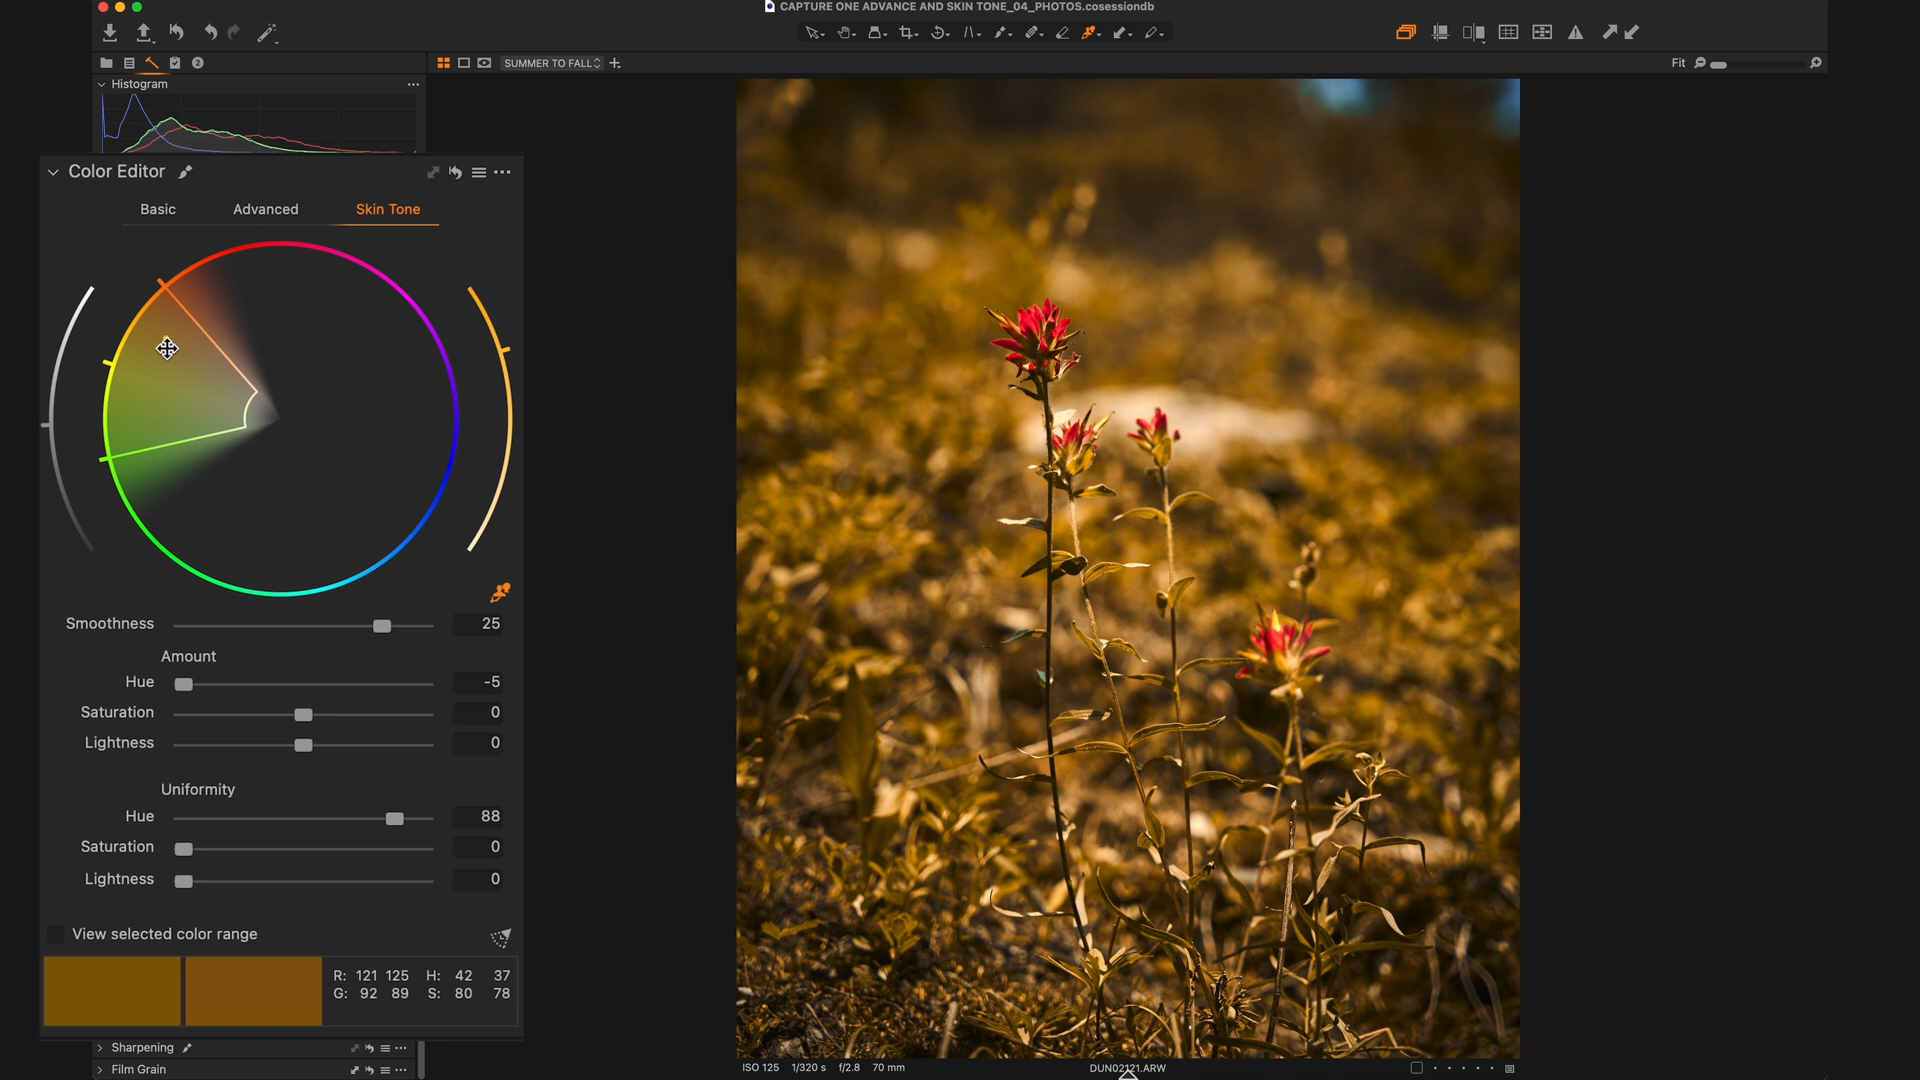 CAPTURE ONE ADVANCE AND SKIN TONE_04_PHOTOS.cosessiondb
2
SUMMER TO FALL
Fit
Histogram
Color Editor
Basic Advanced Skin Tone
Smoothness 25
Amount
Hue -5
Saturation 0
Lightness 0
Uniformity
Hue 88
Saturation 0
Lightness 0
View selected color range
R: 121 125 H: 42 37
G: 92 89 S: 80 78
Sharpening
Film Grain
ISO 125 1/320 s f/2.8 70 mm
DUN02121.ARW